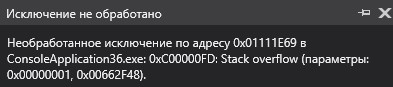 Исключение не обработано
Необработанное исключение по адресу 0x01111E69 в
ConsoleApplication36.exe: 0xC00000FD: Stack overflow (параметры:
0x00000001, 0x00662F48).